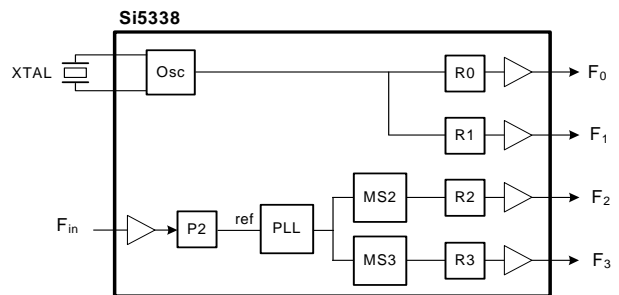 Si5338
XTAL
Osc
R0
F0
R1
F1
Fin
P2
ref
PLL
MS2
R2
F2
MS3
R3
F3